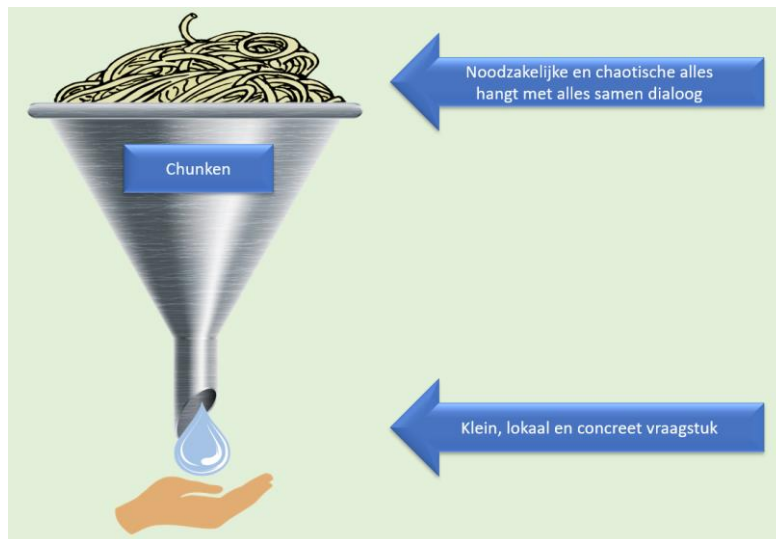 Noodzakelijke en chaotische alles
hangt met alles samen dialoog
Chunken
Klein, lokaal en concreet vraagstuk